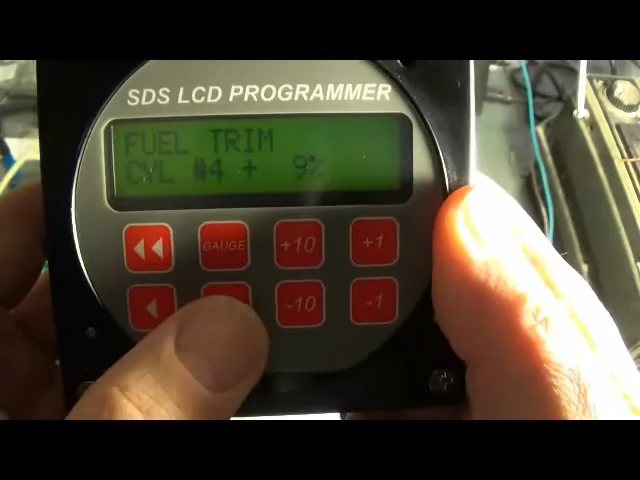 SDS LCD PROGRAMMER
FUEL TRIM
CYL #4 + 9%
GAUGE +10 +1
-10 -1